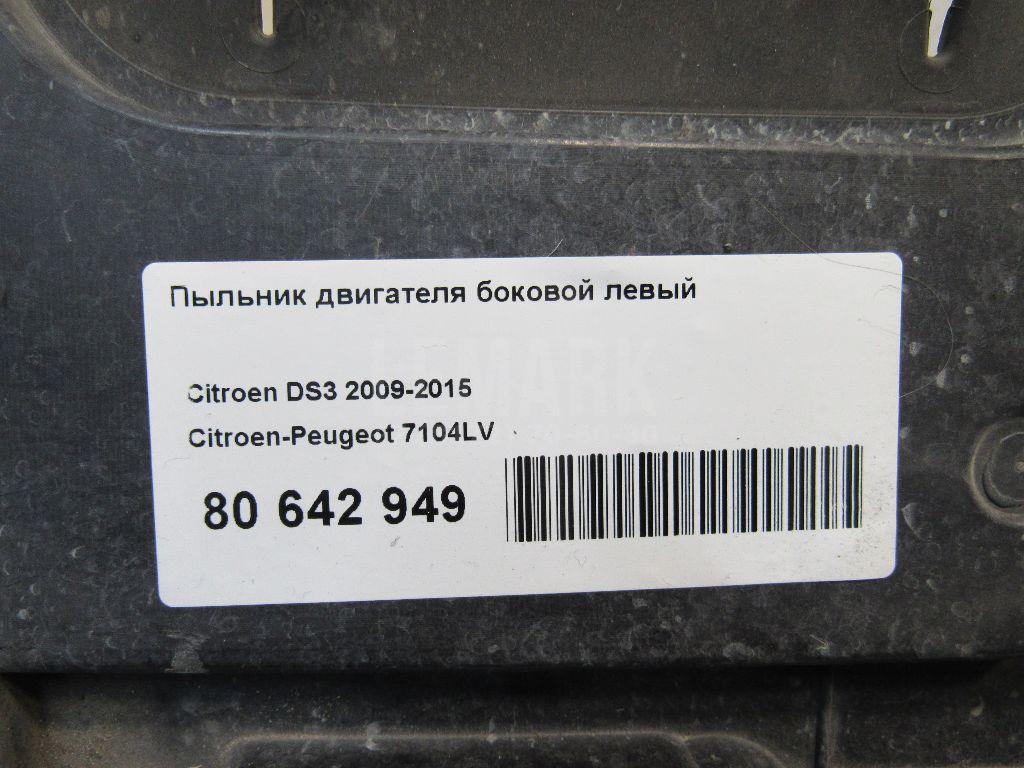 Пыльник двигателя боковой левый
Citroen DS3 2009-2015
Citroen-Peugeot 7104LV
80 642 949